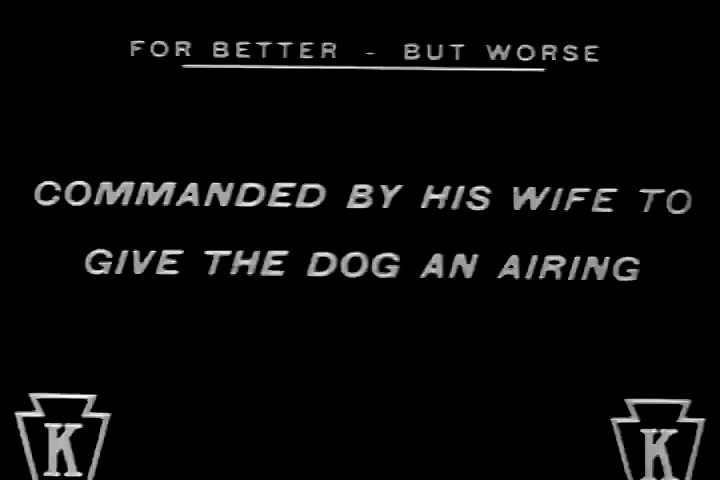 FOR BETTER - BUT WORSE
COMMANDED BY HIS WIFE TO
GIVE THE DOG AN AIRING
K K